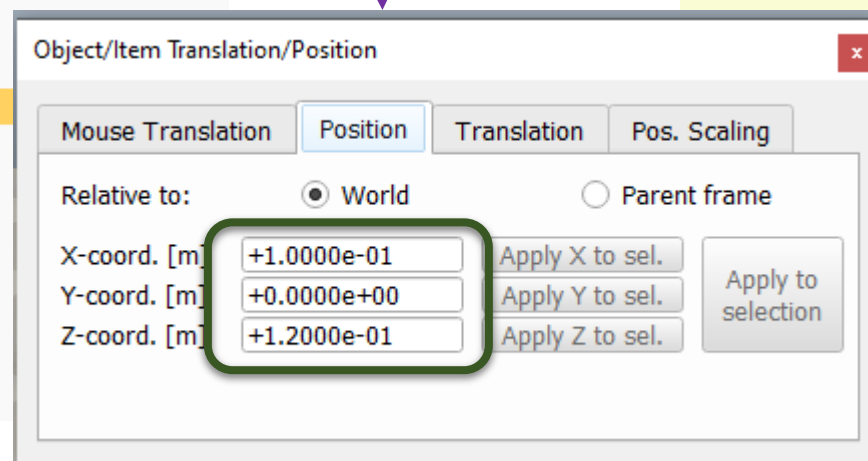 Object/Item Translation/Position
x
Mouse Translation Position Translation Pos. Scaling
Relative to: World Parent frame
X-coord. [m] +1.0000e-01 Apply X to sel.
Y-coord. [m] +0.0000e+00 Apply Y to sel.
Z-coord. [m] +1.2000e-01 Apply Z to sel.
Apply to
selection